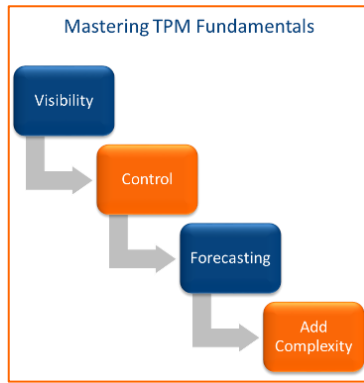 Mastering TPM Fundamentals
Visibility
Control
Forecasting
Add
Complexity